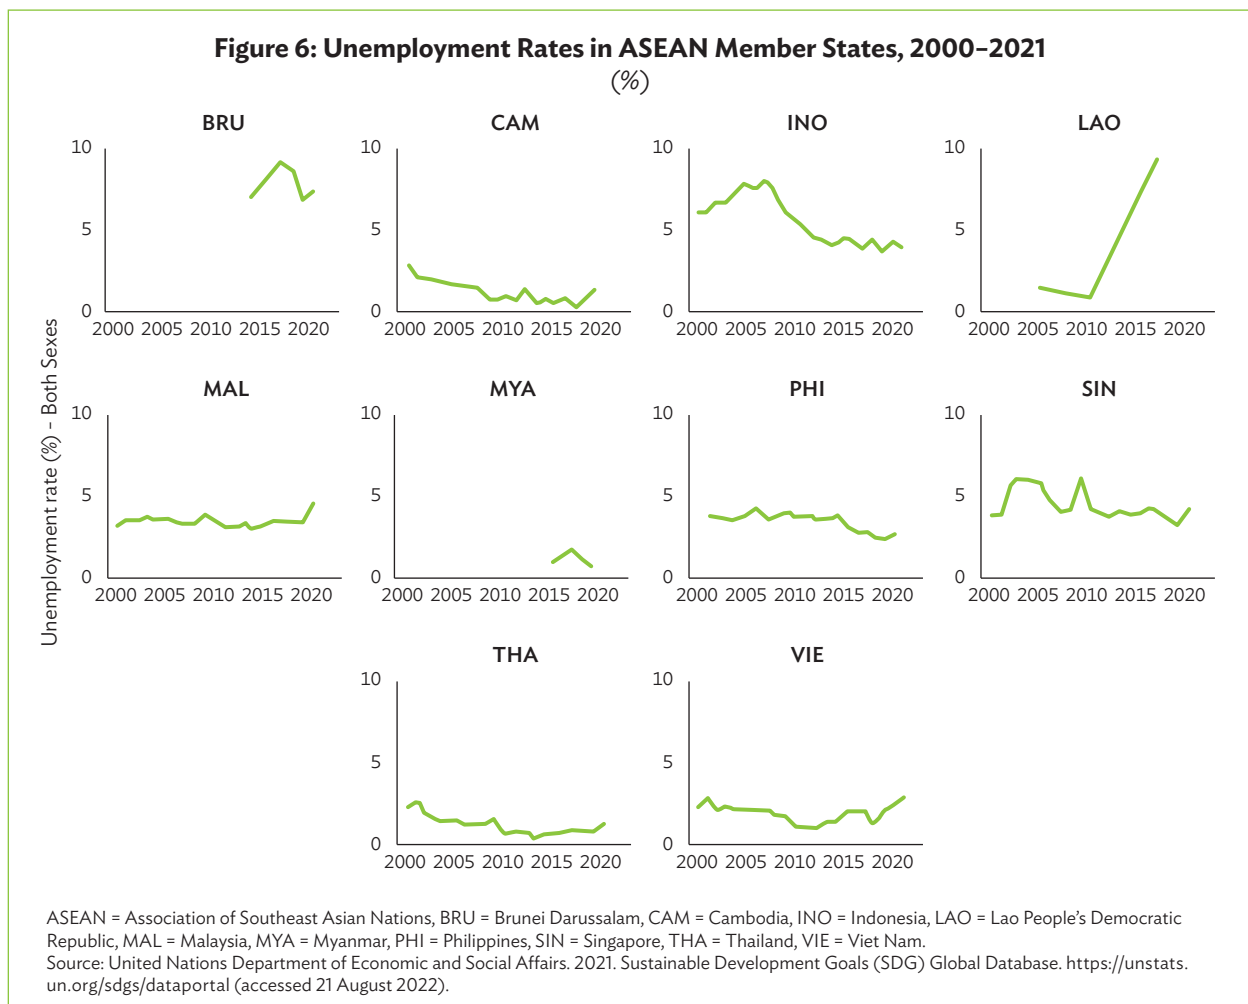 Figure 6: Unemployment Rates in ASEAN Member States, 2000–2021
(%)
Unemployment rate (%) – Both Sexes
BRU
10
5
0
2000 2005 2010 2015 2020
CAM
10
5
0
2000 2005 2010 2015 2020
INO
10
5
0
2000 2005 2010 2015 2020
LAO
10
5
0
2000 2005 2010 2015 2020
MAL
10
5
0
2000 2005 2010 2015 2020
MYA
10
5
0
2000 2005 2010 2015 2020
PHI
10
5
0
2000 2005 2010 2015 2020
SIN
10
5
0
2000 2005 2010 2015 2020
THA
10
5
0
2000 2005 2010 2015 2020
VIE
10
5
0
2000 2005 2010 2015 2020
ASEAN = Association of Southeast Asian Nations, BRU = Brunei Darussalam, CAM = Cambodia, INO = Indonesia, LAO = Lao People’s Democratic
Republic, MAL = Malaysia, MYA = Myanmar, PHI = Philippines, SIN = Singapore, THA = Thailand, VIE = Viet Nam.
Source: United Nations Department of Economic and Social Affairs. 2021. Sustainable Development Goals (SDG) Global Database. https://unstats.
un.org/sdgs/dataportal (accessed 21 August 2022).